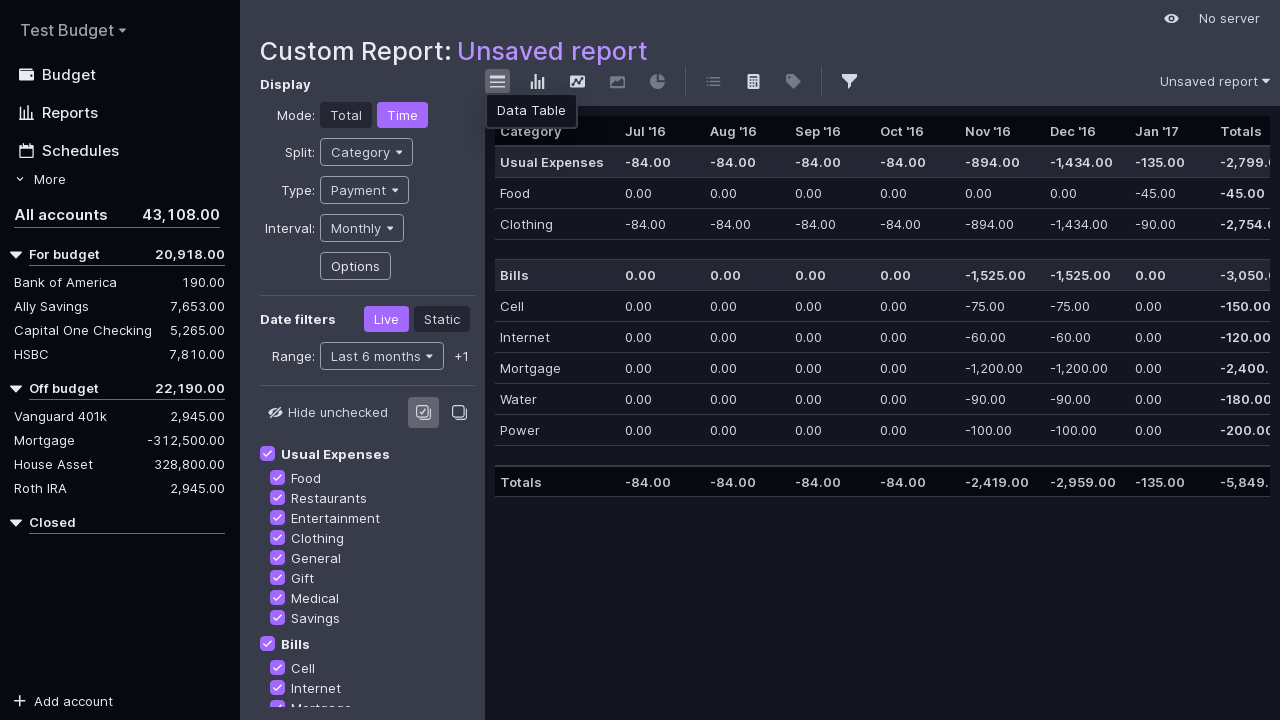 Test Budget
Budget
Reports
Schedules
More
All accounts 43,108.00
For budget 20,918.00
Bank of America 190.00
Ally Savings 7,653.00
Capital One Checking 5,265.00
HSBC 7,810.00
Off budget 22,190.00
Vanguard 401k 2,945.00
Mortgage -312,500.00
House Asset 328,800.00
Roth IRA 2,945.00
Closed
Add account
No server
Custom Report: Unsaved report
Display
Mode: Total Time
Split: Category
Type: Payment
Interval: Monthly
Options
Date filters Live Static
Range: Last 6 months +1
Hide unchecked
Usual Expenses
Food
Restaurants
Entertainment
Clothing
General
Gift
Medical
Savings
Bills
Cell
Internet
Mortgage
Unsaved report
Data Table
Category Jul '16 Aug '16 Sep '16 Oct '16 Nov '16 Dec '16 Jan '17 Totals
Usual Expenses -84.00 -84.00 -84.00 -84.00 -894.00 -1,434.00 -135.00 -2,799.
Food 0.00 0.00 0.00 0.00 0.00 0.00 -45.00 -45.00
Clothing -84.00 -84.00 -84.00 -84.00 -894.00 -1,434.00 -90.00 -2,754.
Bills 0.00 0.00 0.00 0.00 -1,525.00 -1,525.00 0.00 -3,050.
Cell 0.00 0.00 0.00 0.00 -75.00 -75.00 0.00 -150.00
Internet 0.00 0.00 0.00 0.00 -60.00 -60.00 0.00 -120.00
Mortgage 0.00 0.00 0.00 0.00 -1,200.00 -1,200.00 0.00 -2,400.
Water 0.00 0.00 0.00 0.00 -90.00 -90.00 0.00 -180.00
Power 0.00 0.00 0.00 0.00 -100.00 -100.00 0.00 -200.00
Totals -84.00 -84.00 -84.00 -84.00 -2,419.00 -2,959.00 -135.00 -5,849.